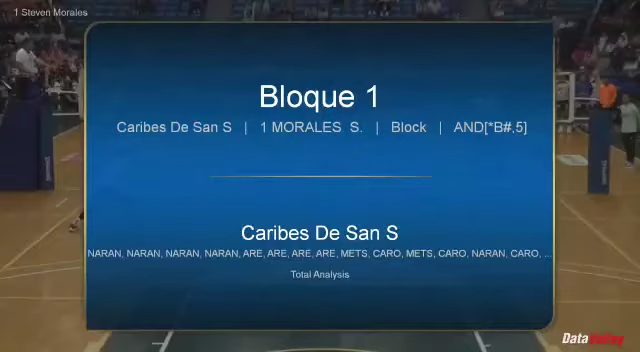 1 Steven Morales
Bloque 1
Caribes De San S | 1 MORALES S. | Block | AND[*B#.5]
Caribes De San S
NARAN, NARAN, NARAN, NARAN, ARE, ARE, ARE, ARE, METS, CARO, METS, CARO, NARAN, CARO, ...
Total Analysis
DataVolley